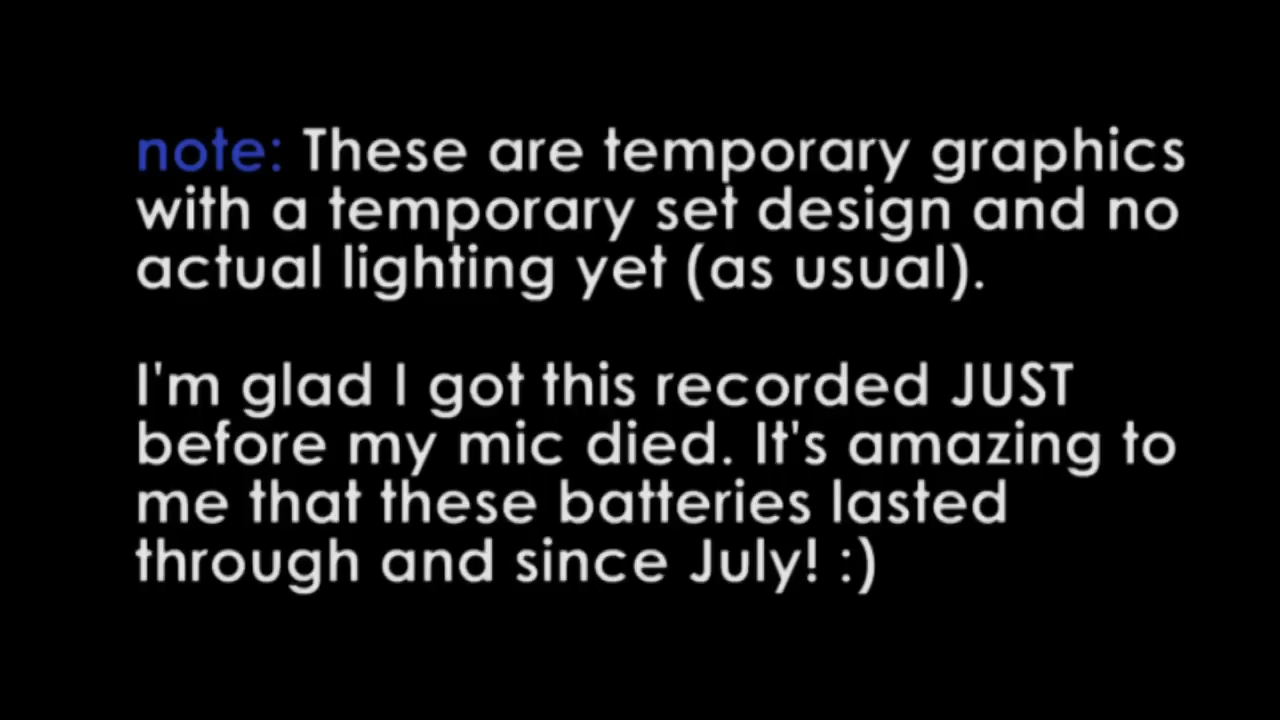 note: These are temporary graphics
with a temporary set design and no
actual lighting yet (as usual).
I'm glad I got this recorded JUST
before my mic died. It's amazing to
me that these batteries lasted
through and since July! :)